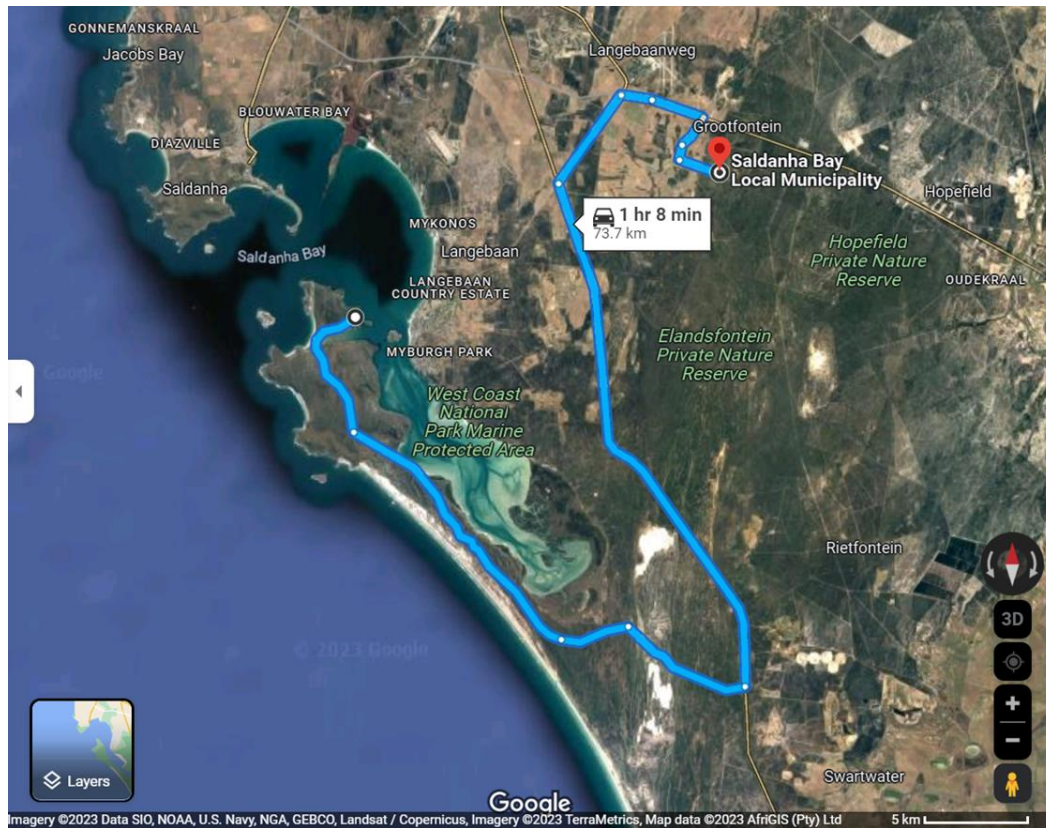 GONNEMANSKRAAL
Jacobs Bay
Langebaanweg
BLOUWATER BAY
DIAZVILLE
Grootfontein
Saldanha Bay
Local Municipality
Saldanha
Hopefield
1 hr 8 min
73.7 km
MYKONOS
Langebaan
Saldanha Bay
Hopefield
Private Nature
Reserve
OUDEKRAAL
LANGEBAAN
COUNTRY ESTATE
MYBURGH PARK
Elandsfontein
Private Nature
Reserve
Google
West Coast
National
Park Marine
Protected Area
Rietfontein
3D
© 2023 Google
Layers
Swartwater
Google
Imagery ©2023 Data SIO, NOAA, U.S. Navy, NGA, GEBCO, Landsat / Copernicus, Imagery ©2023 TerraMetrics, Map data ©2023 AfriGIS (Pty) Ltd
5 km